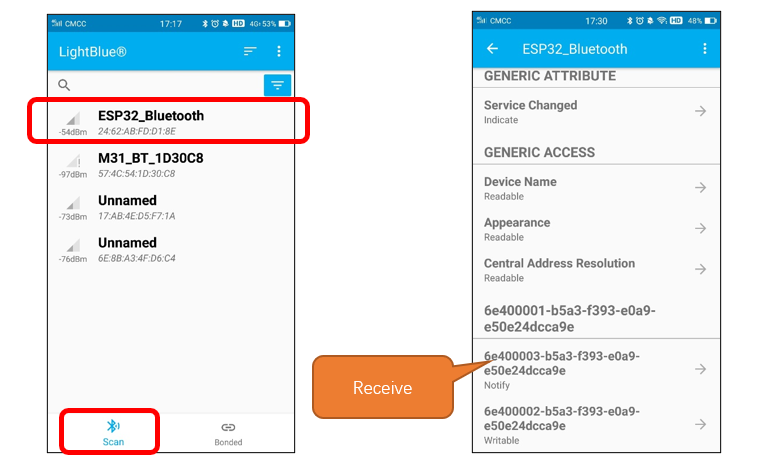 CMCC 17:17 HD 4G 53%
LightBlue®
ESP32_Bluetooth
-54dBm 24:62:AB:FD:D1:8E
M31_BT_1D30C8
-97dBm 57:4C:54:1D:30:C8
Unnamed
-73dBm 17:AB:4E:D5:F7:1A
Unnamed
-76dBm 6E:8B:A3:4F:D6:C4
Scan
Bonded
CMCC 17:30 HD 48%
ESP32_Bluetooth
GENERIC ATTRIBUTE
Service Changed
Indicate
GENERIC ACCESS
Device Name
Readable
Appearance
Readable
Central Address Resolution
Readable
6e400001-b5a3-f393-e0a9-
e50e24dcca9e
6e400003-b5a3-f393-e0a9-
e50e24dcca9e
Notify
6e400002-b5a3-f393-e0a9-
e50e24dcca9e
Writable
Receive